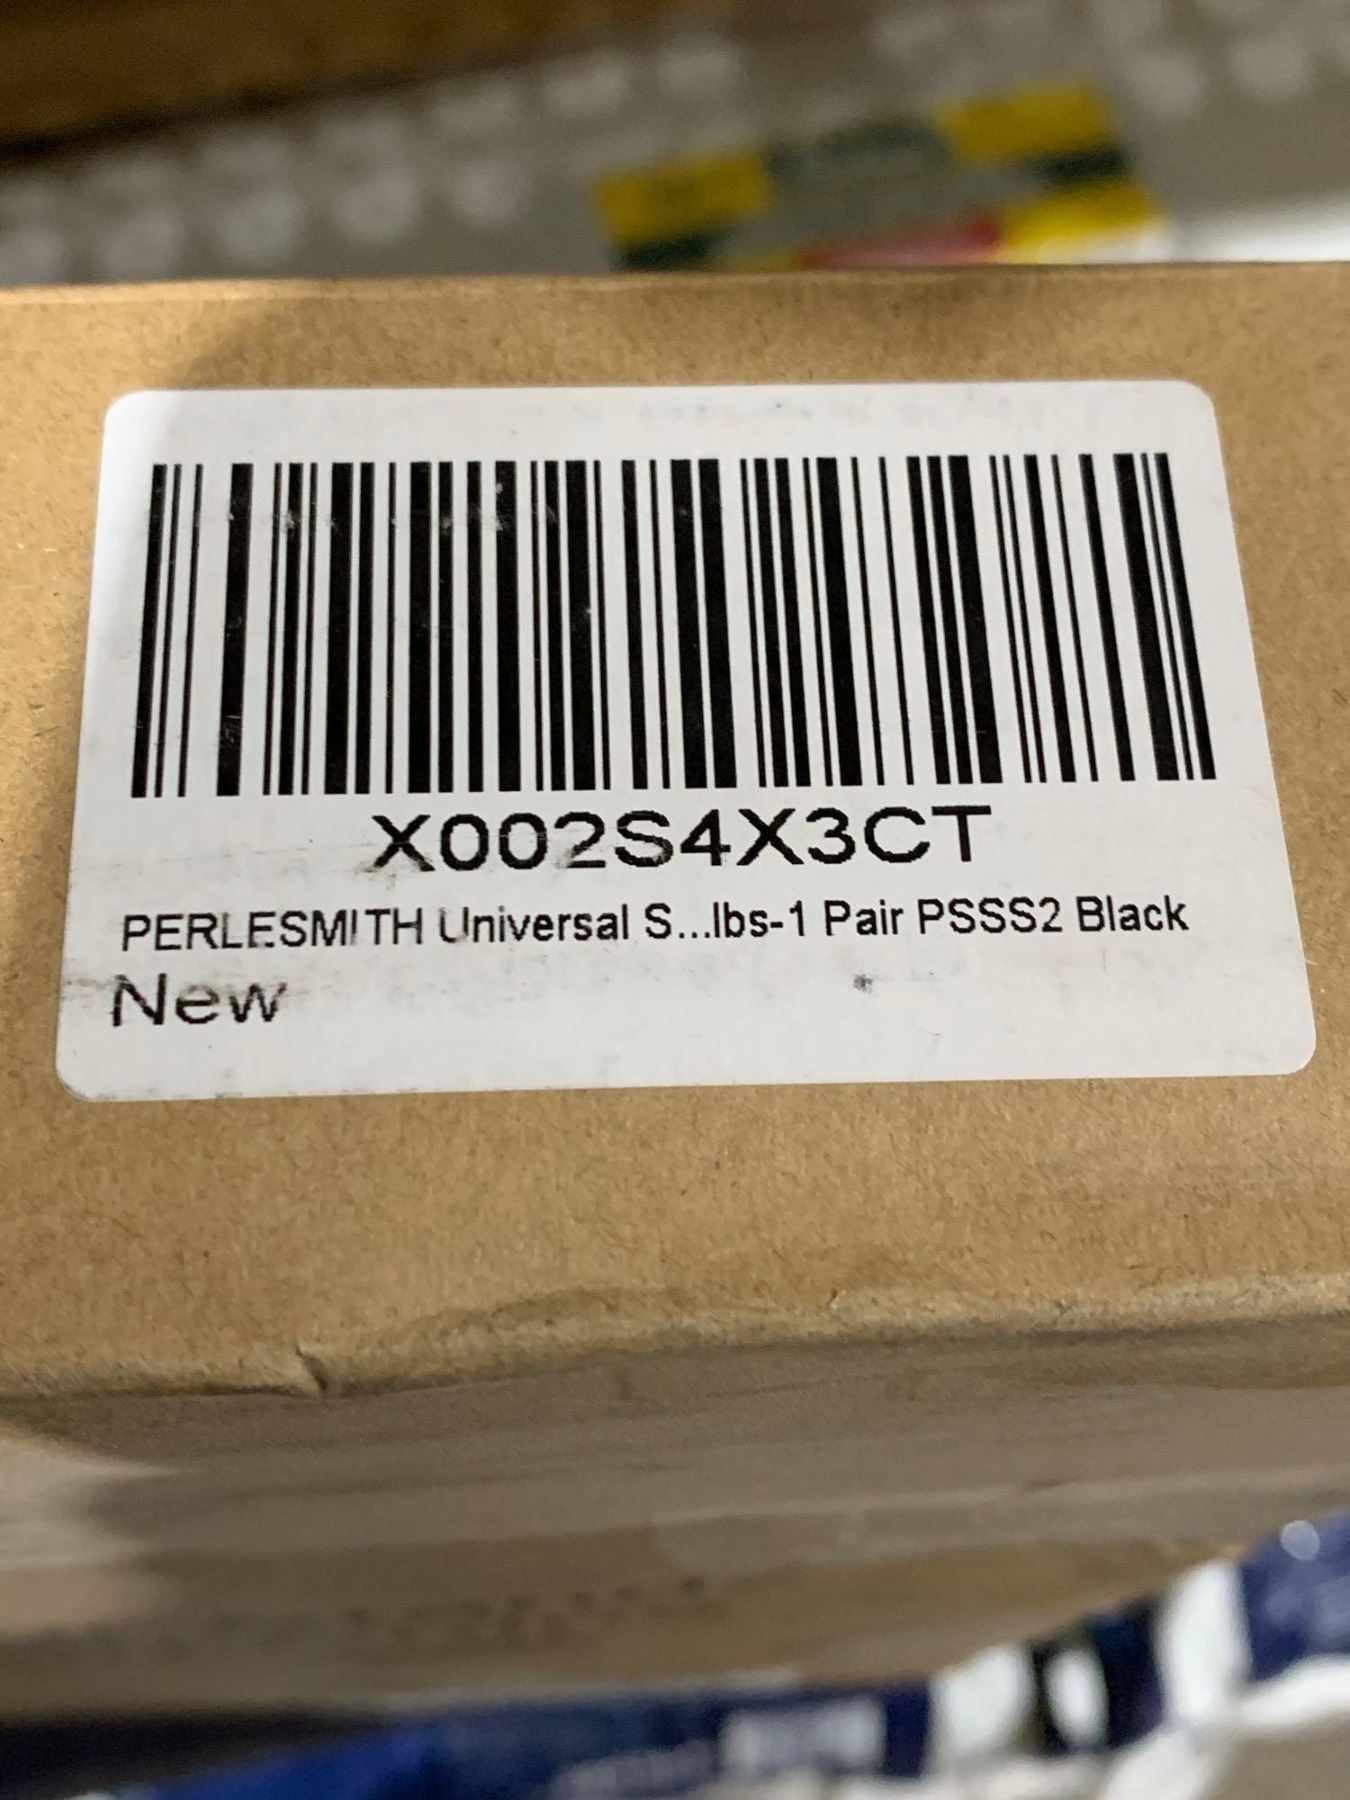 X002S4X3CT
PERLESMITH Universal S...lbs-1 Pair PSSS2 Black
New